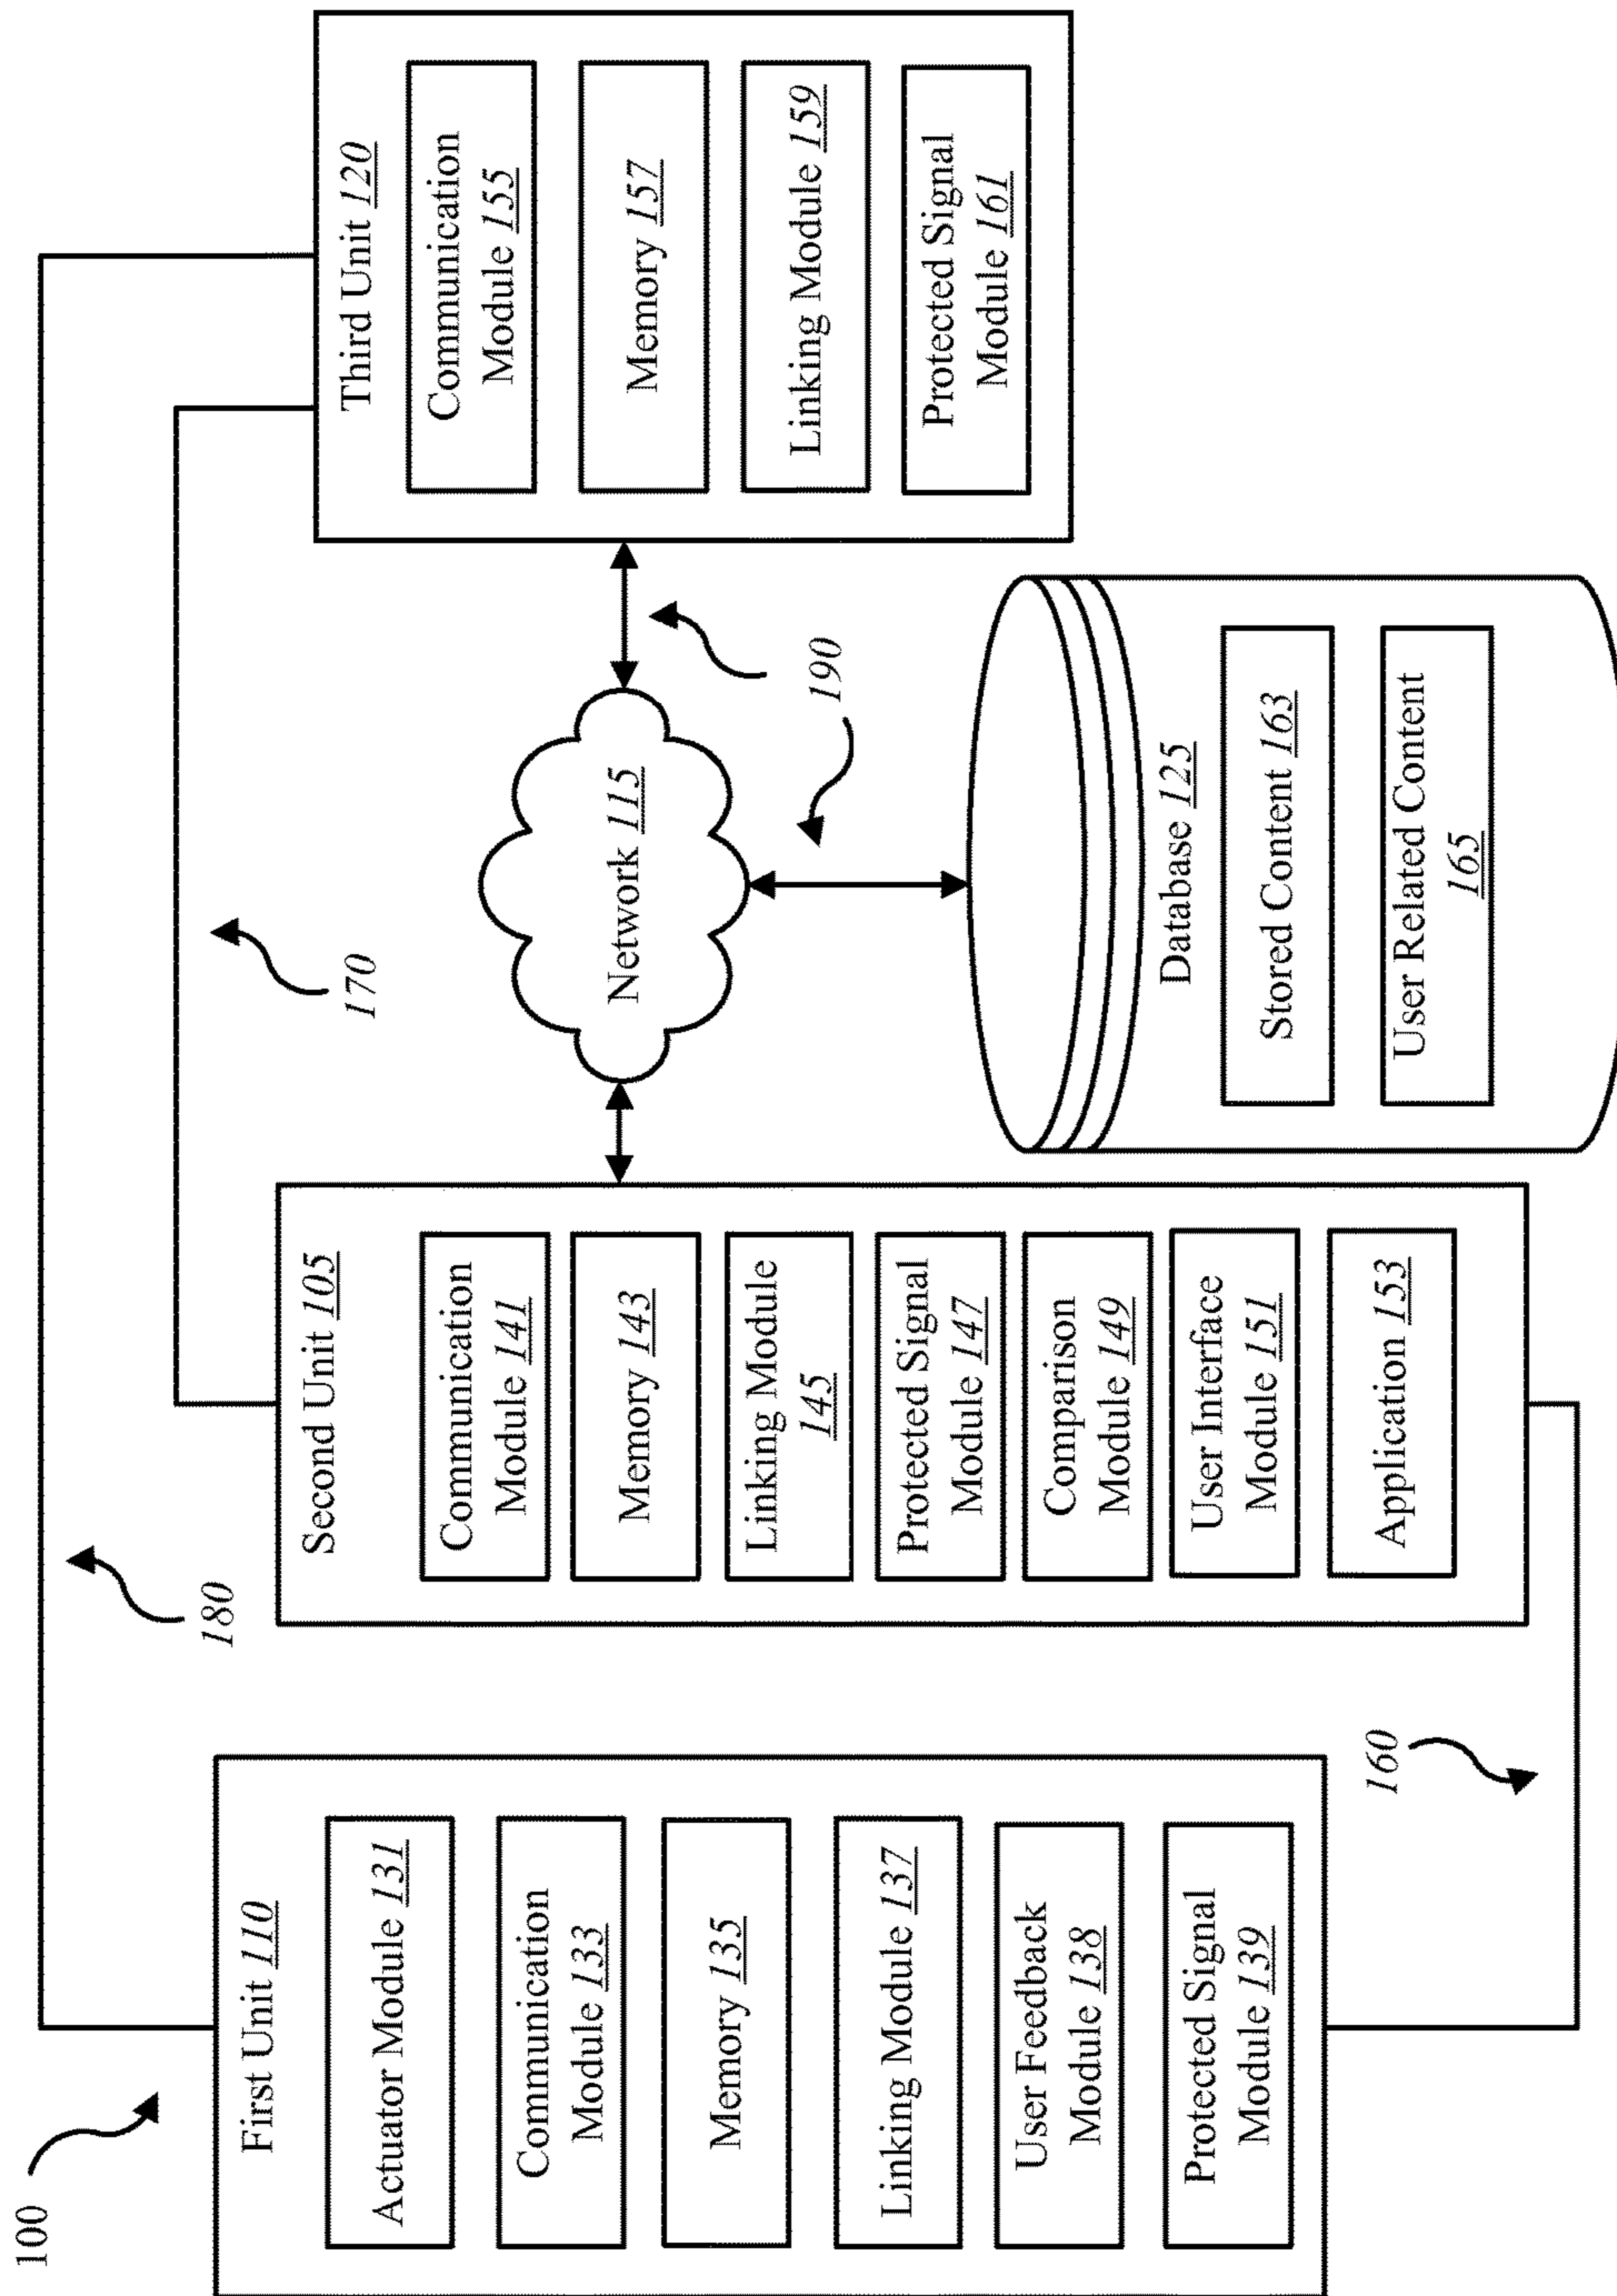 100
180
170
First Unit 110
Actuator Module 131
Communication
Module 133
Memory 135
Linking Module 137
User Feedback
Module 138
Protected Signal
Module 139
160
Second Unit 105
Communication
Module 141
Memory 143
Linking Module
145
Protected Signal
Module 147
Comparison
Module 149
User Interface
Module 151
Application 153
Network 115
190
Database 125
Stored Content 163
User Related Content
165
Third Unit 120
Communication
Module 155
Memory 157
Linking Module 159
Protected Signal
Module 161